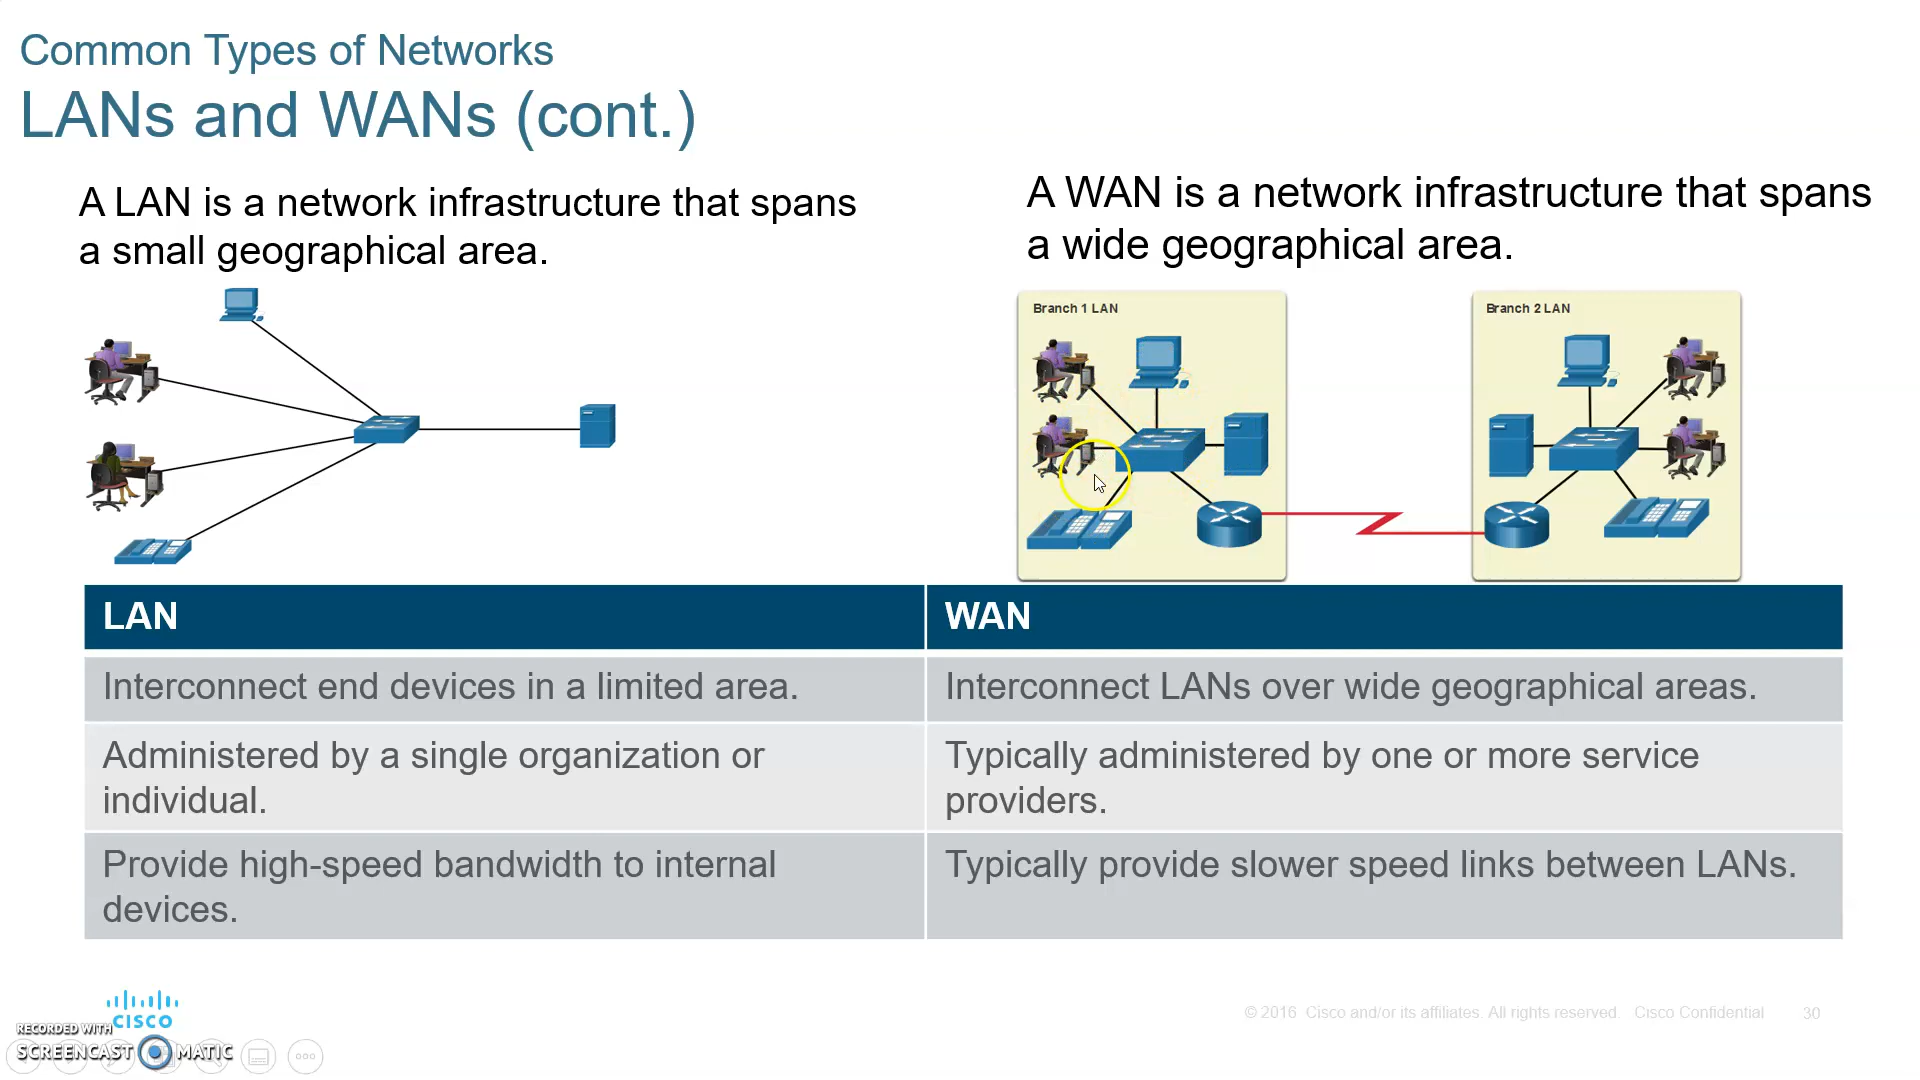 Common Types of Networks
LANs and WANs (cont.)
A LAN is a network infrastructure that spans
a small geographical area.
A WAN is a network infrastructure that spans
a wide geographical area.
Branch 1 LAN
Branch 2 LAN
LAN
WAN
Interconnect end devices in a limited area.
Interconnect LANs over wide geographical areas.
Administered by a single organization or
individual.
Typically administered by one or more service
providers.
Provide high-speed bandwidth to internal
devices.
Typically provide slower speed links between LANs.
CISCO
© 2016 Cisco and/or its affiliates. All rights reserved. Cisco Confidential
30
RECORDED WITH
SCREENCAST MATIC